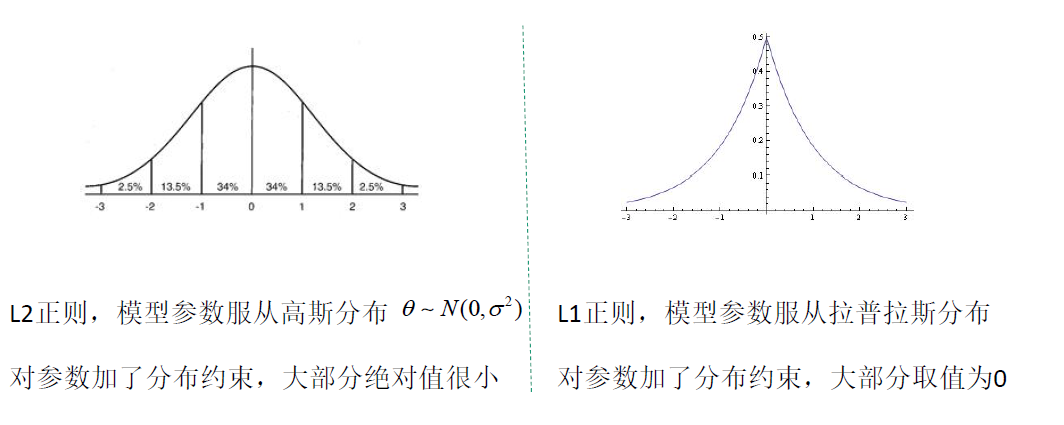 2.5% 13.5% 34% 34% 13.5% 2.5%
-3 -2 -1 0 1 2 3
L2正则，模型参数服从高斯分布 θ ~ N(0,σ²)
对参数加了分布约束，大部分绝对值很小
0.5
0.4
0.3
0.2
0.1
-3 -2 -1 1 2 3
L1正则，模型参数服从拉普拉斯分布
对参数加了分布约束，大部分取值为0